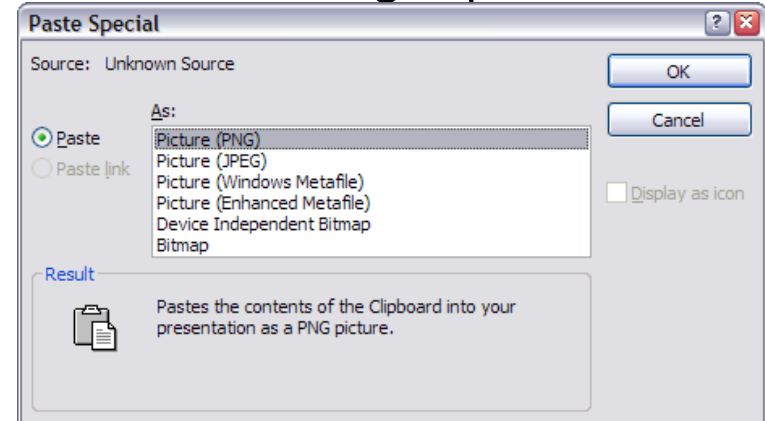 Paste Special
Source: Unknown Source
OK
As:
Cancel
Paste
Picture (PNG)
Paste link
Picture (JPEG)
Picture (Windows Metafile)
Picture (Enhanced Metafile)
Display as icon
Device Independent Bitmap
Bitmap
Result
Pastes the contents of the Clipboard into your
presentation as a PNG picture.